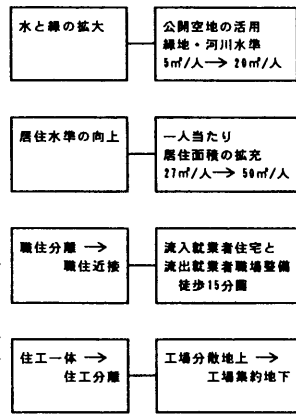 水と緑の拡大
公開空地の活用
緑地・河川水準
5㎡/人→ 20㎡/人
居住水準の向上
一人当たり
居住面積の拡充
27㎡/人→ 50㎡/人
職住分離 →
職住近接
流入就業者住宅と
流出就業者職場整備
徒歩15分圏
住工一体 →
住工分離
工場分散地上 →
工場集約地下